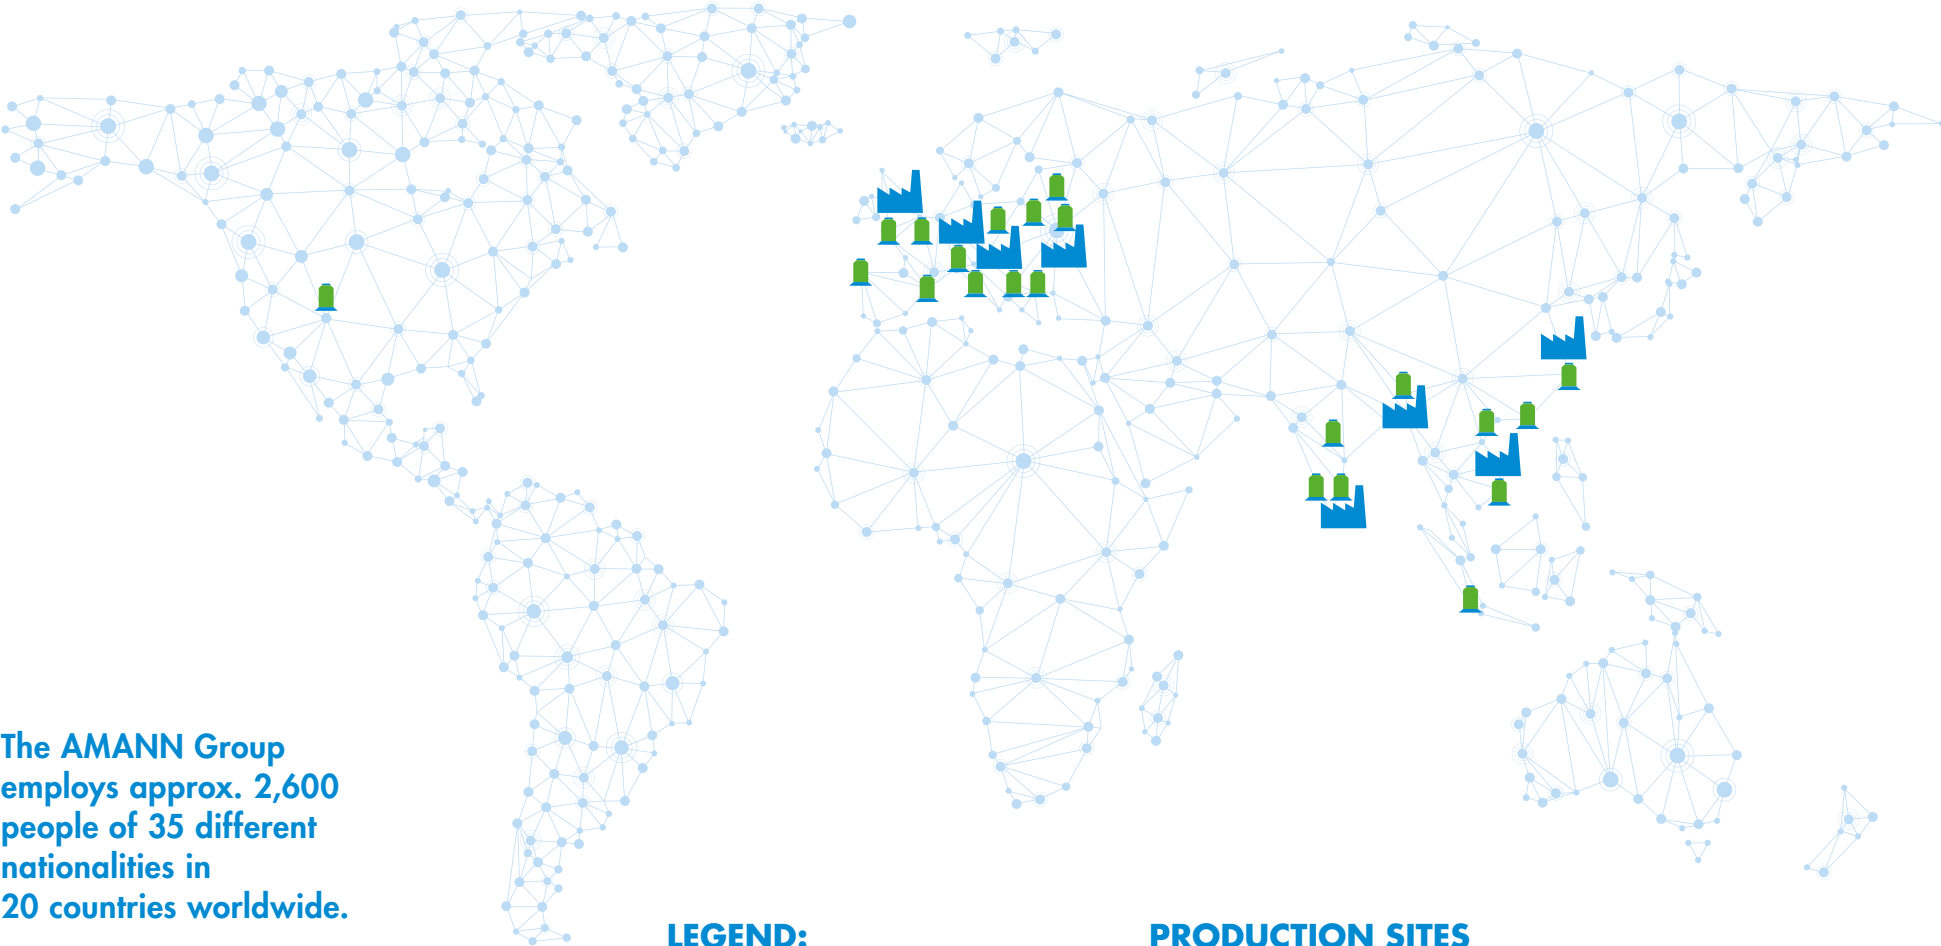 The AMANN Group
employs approx. 2,600
people of 35 different
nationalities in
20 countries worldwide.
LEGEND:
PRODUCTION SITES